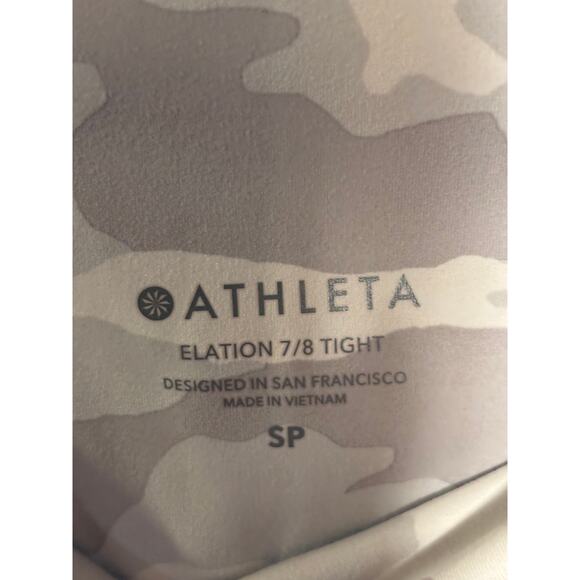 ATHLETA
ELATION 7/8 TIGHT
DESIGNED IN SAN FRANCISCO
MADE IN VIETNAM
SP